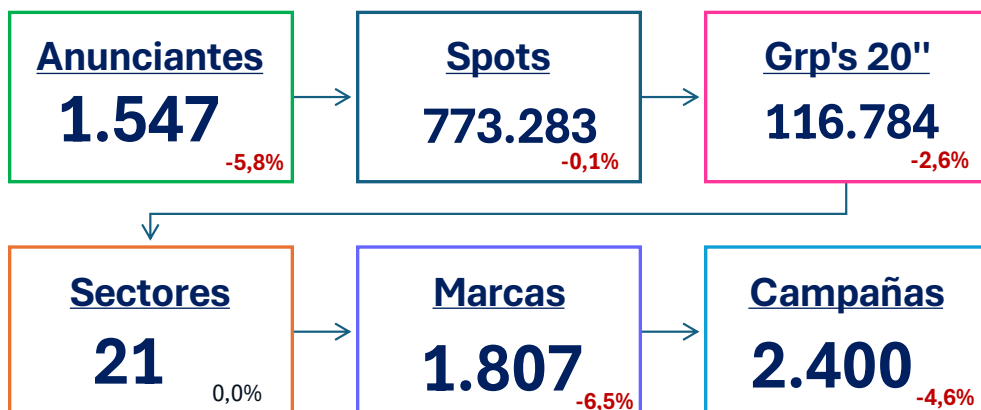 Anunciantes
1.547
-5,8%
Spots
773.283
-0,1%
Grp's 20"
116.784
-2,6%
Sectores
21
0,0%
Marcas
1.807
-6,5%
Campañas
2.400
-4,6%